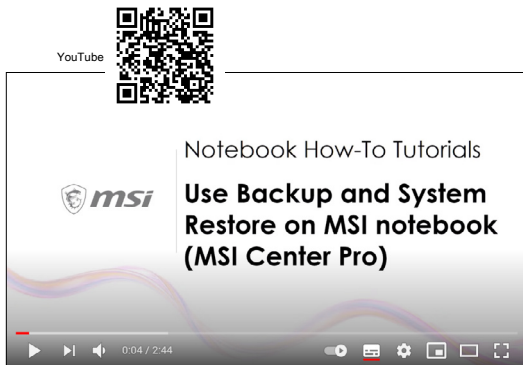 YouTube
Notebook How-To Tutorials
msi
Use Backup and System
Restore on MSI notebook
(MSI Center Pro)
0:04 / 2:44